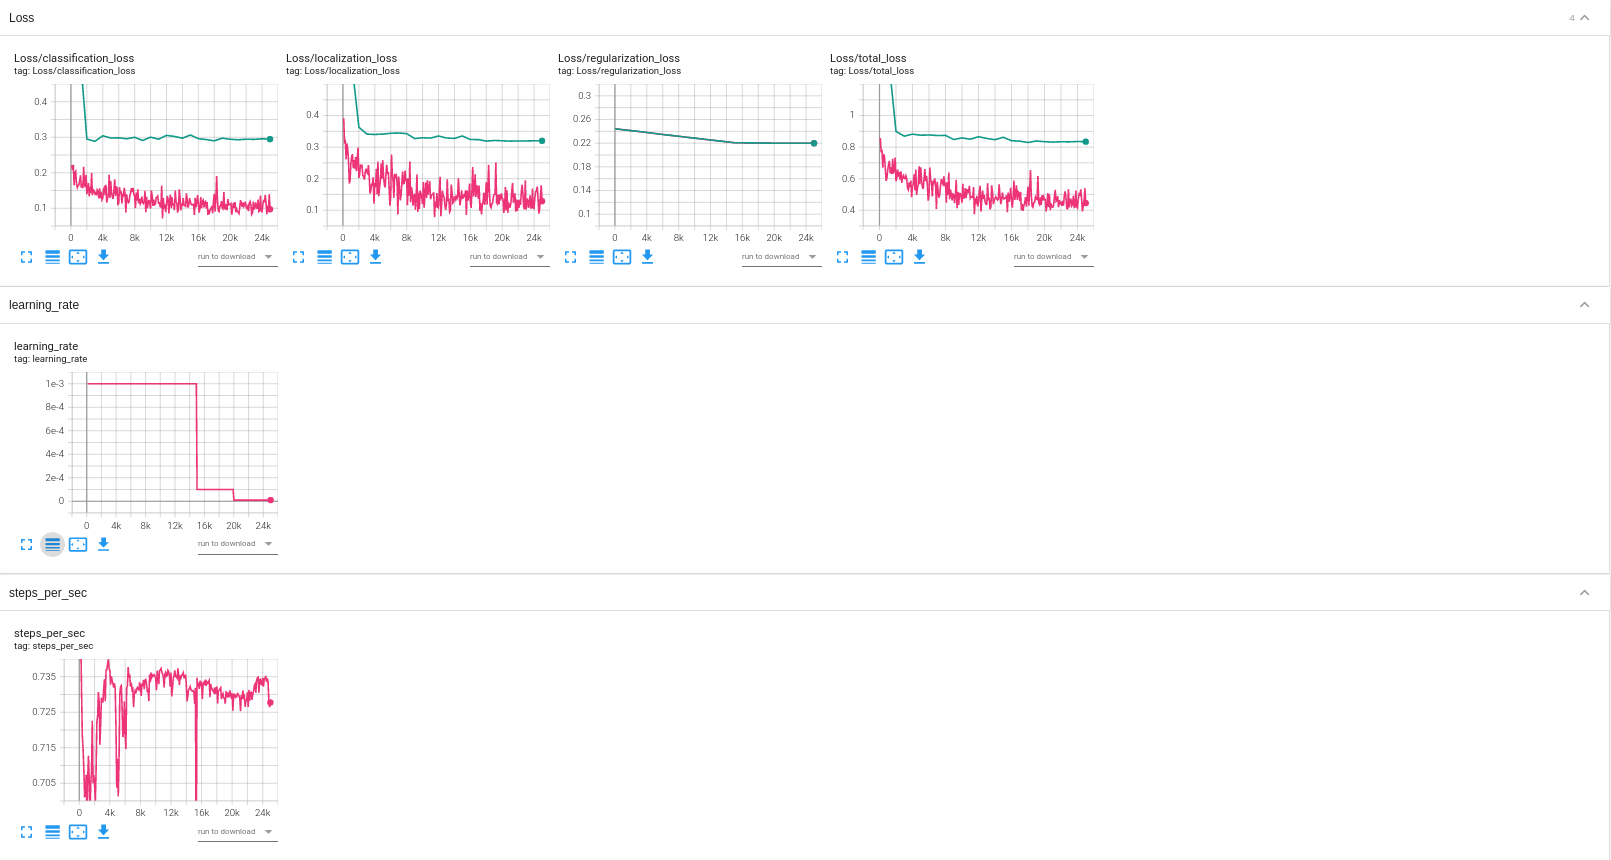 Loss
4
Loss/classification_loss
tag: Loss/classification_loss
0.4
0.3
0.2
0.1
0 4k 8k 12k 16k 20k 24k
run to download
Loss/localization_loss
tag: Loss/localization_loss
0.4
0.3
0.2
0.1
0 4k 8k 12k 16k 20k 24k
run to download
Loss/regularization_loss
tag: Loss/regularization_loss
0.3
0.26
0.22
0.18
0.14
0.1
0 4k 8k 12k 16k 20k 24k
run to download
Loss/total_loss
tag: Loss/total_loss
1
0.8
0.6
0.4
0 4k 8k 12k 16k 20k 24k
run to download
learning_rate
learning_rate
tag: learning_rate
1e-3
8e-4
6e-4
4e-4
2e-4
0
0 4k 8k 12k 16k 20k 24k
run to download
steps_per_sec
steps_per_sec
tag: steps_per_sec
0.735
0.725
0.715
0.705
0 4k 8k 12k 16k 20k 24k
run to download